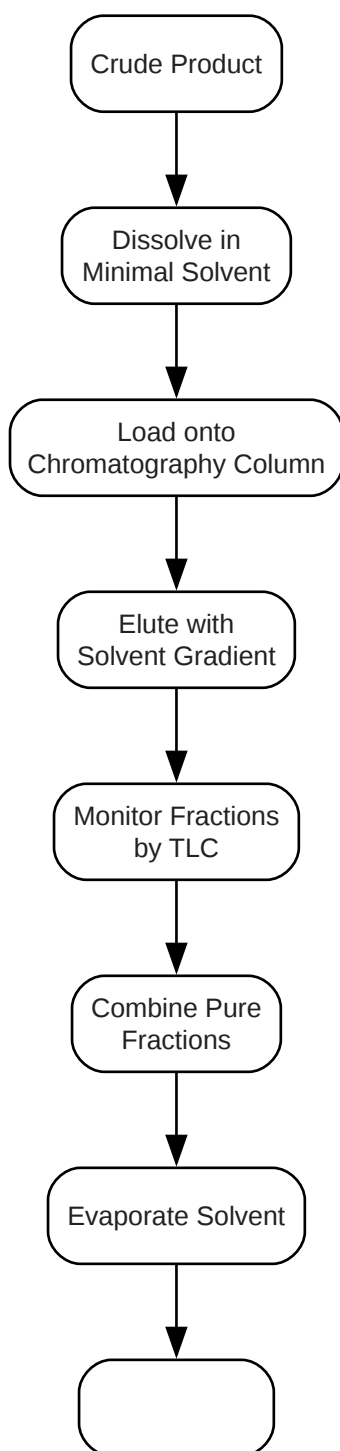 Crude Product
Dissolve in
Minimal Solvent
Load onto
Chromatography Column
Elute with
Solvent Gradient
Monitor Fractions
by TLC
Combine Pure
Fractions
Evaporate Solvent